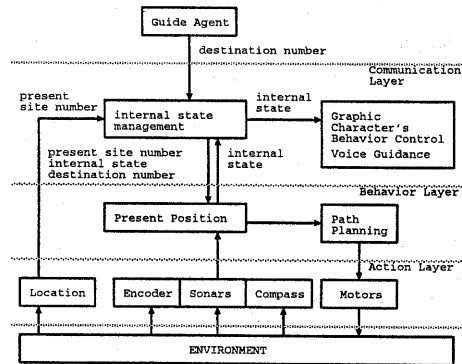 Guide Agent
destination number
Communication
Layer
present
site number
internal state
management
internal
state
Graphic
Character's
Behavior Control
Voice Guidance
present site number
internal state
destination number
internal
state
Behavior Layer
Present Position
Path
Planning
Action Layer
Location
Encoder
Sonars
Compass
Motors
ENVIRONMENT